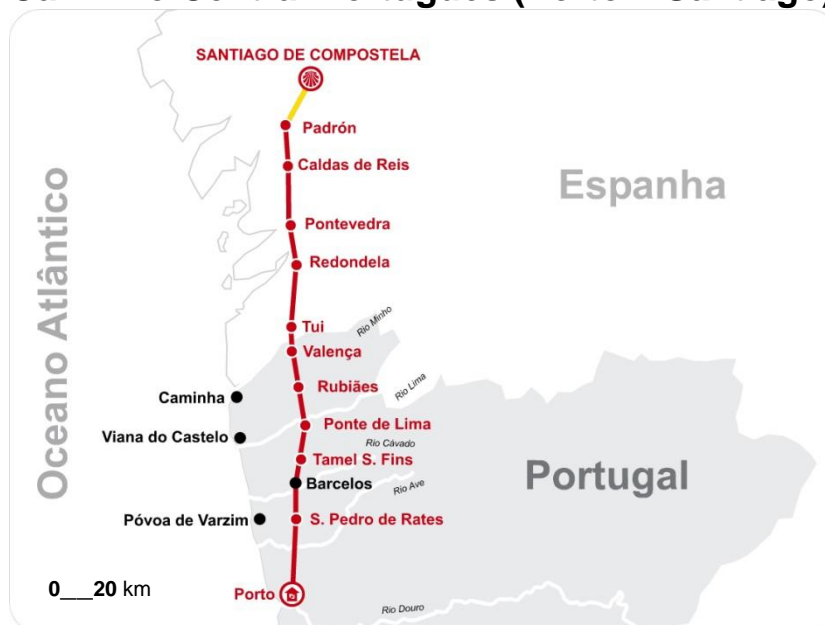 SANTIAGO DE COMPOSTELA
Padrón
Caldas de Reis
Espanha
Pontevedra
Redondela
Oceano Atlântico
Rio Minho
Tui
Valença
Rubiães
Rio Lima
Caminha
Ponte de Lima
Viana do Castelo
Rio Cávado
Tamel S. Fins
Portugal
Barcelos
Rio Ave
Póvoa de Varzim
S. Pedro de Rates
0__20 km
Porto
Rio Douro